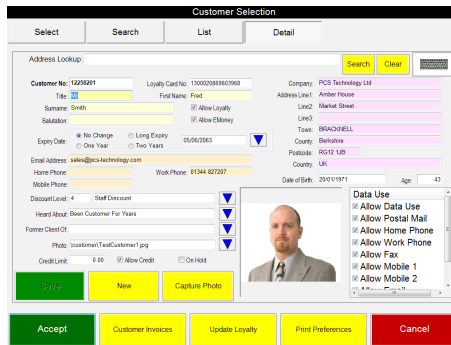 Customer Selection
Select Search List Detail
Address Lookup: Search Clear
Customer No: 12258201 Loyalty Card No: 1300020869603968 Company: PCS Technology Ltd
Title: Mr First Name: Fred Address Line1: Amber House
Surname: Smith Allow Loyalty Line2: Market Street
Salutation: Allow EMoney Line3:
Town: BRACKNELL
No Change Long Expiry County: Berkshire
Expiry Date: 05/06/2063
One Year Two Years Postcode: RG12 1JB
Email Address: sales@pcs-technology.com Country: UK
Home Phone: Work Phone: 01344 827207
Date of Birth: 20/01/1971 Age: 43
Mobile Phone:
Discount Level: 4 Staff Discount Data Use
Allow Data Use
Heard About: Been Customer For Years Allow Postal Mail
Allow Home Phone
Former Client Of: Allow Work Phone
Allow Fax
Photo: \customer\TestCustomer1.jpg Allow Mobile 1
Credit Limit: 0.00 Allow Credit On Hold Allow Mobile 2
Allow Email
Save New Capture Photo
Accept Customer Invoices Update Loyalty Print Preferences Cancel